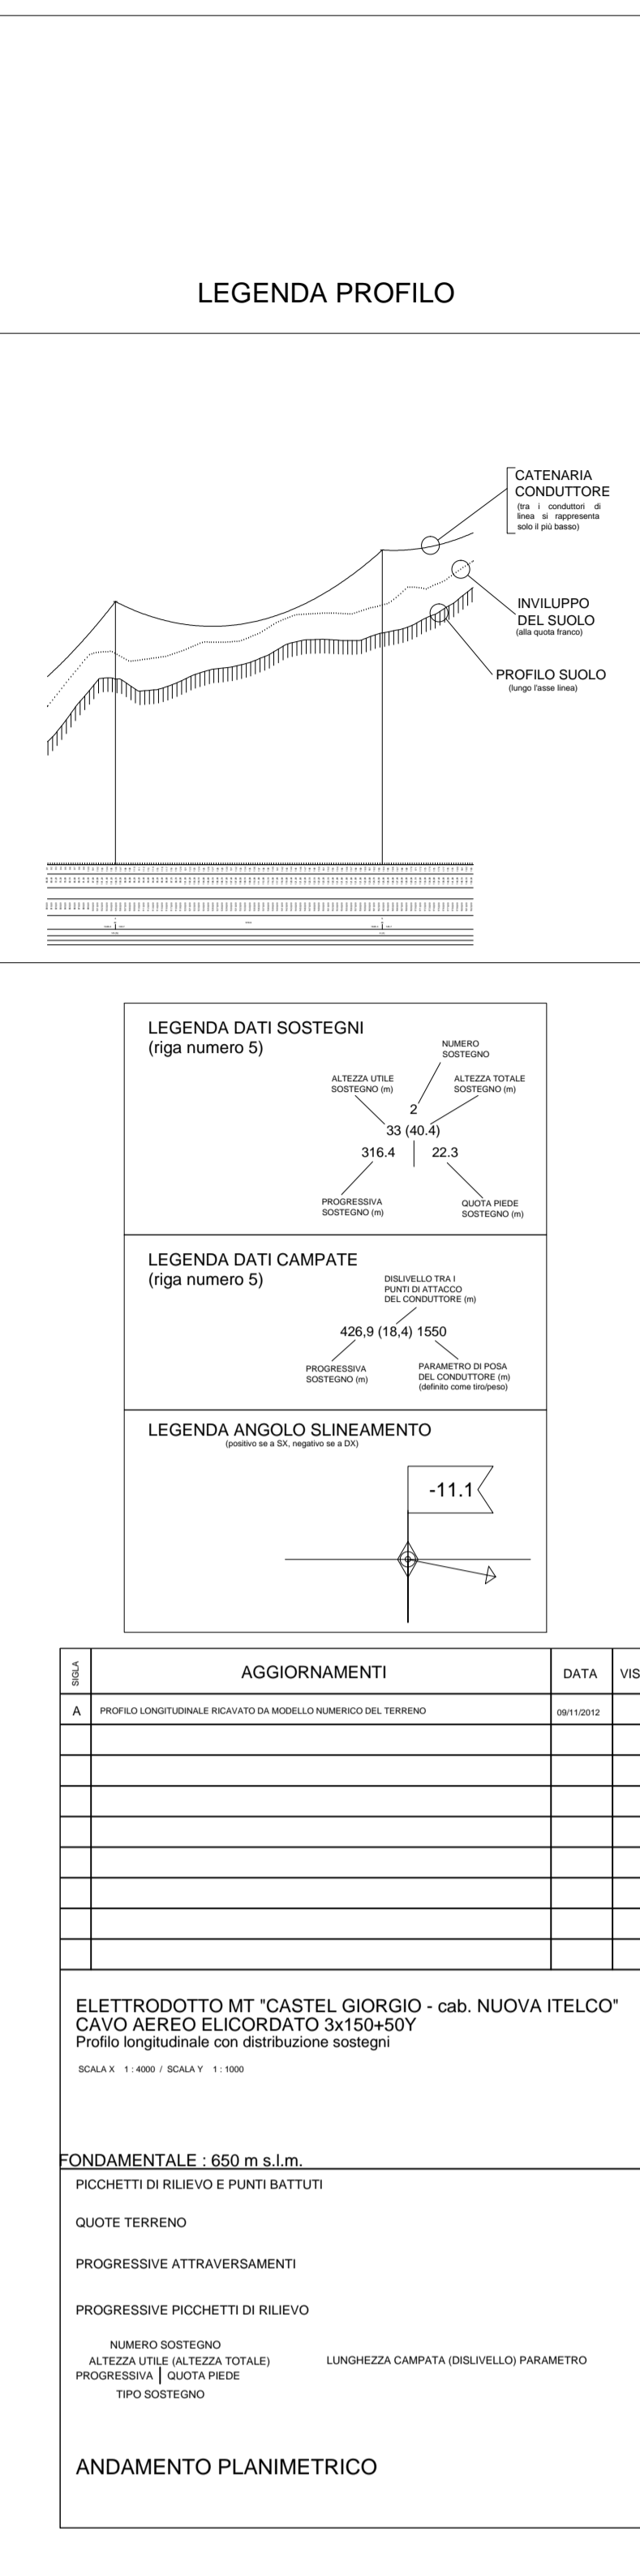 LEGENDA PROFILO
CATENARIA
CONDUTTORE
(tra i conduttori di
linea si rappresenta
solo il più basso)
INVILUPPO
DEL SUOLO
(alla quota franco)
PROFILO SUOLO
(lungo l'asse linea)
LEGENDA DATI SOSTEGNI
(riga numero 5)
NUMERO
SOSTEGNO
ALTEZZA UTILE
SOSTEGNO (m)
ALTEZZA TOTALE
SOSTEGNO (m)
2
33 (40.4)
316.4
22.3
PROGRESSIVA
SOSTEGNO (m)
QUOTA PIEDE
SOSTEGNO (m)
LEGENDA DATI CAMPATE
(riga numero 5)
DISLIVELLO TRA I
PUNTI DI ATTACCO
DEL CONDUTTORE (m)
426,9 (18,4) 1550
PROGRESSIVA
SOSTEGNO (m)
PARAMETRO DI POSA
DEL CONDUTTORE (m)
(definito come tiro/peso)
LEGENDA ANGOLO SLINEAMENTO
(positivo se a SX, negativo se a DX)
-11.1
SIGLA AGGIORNAMENTI DATA VIS
A PROFILO LONGITUDINALE RICAVATO DA MODELLO NUMERICO DEL TERRENO 09/11/2012
ELETTRODOTTO MT "CASTEL GIORGIO - cab. NUOVA ITELCO"
CAVO AEREO ELICORDATO 3x150+50Y
Profilo longitudinale con distribuzione sostegni
SCALA X 1 : 4000 / SCALA Y 1 : 1000
FONDAMENTALE : 650 m s.l.m.
PICCHETTI DI RILIEVO E PUNTI BATTUTI
QUOTE TERRENO
PROGRESSIVE ATTRAVERSAMENTI
PROGRESSIVE PICCHETTI DI RILIEVO
NUMERO SOSTEGNO
ALTEZZA UTILE (ALTEZZA TOTALE)
PROGRESSIVA QUOTA PIEDE
TIPO SOSTEGNO
LUNGHEZZA CAMPATA (DISLIVELLO) PARAMETRO
ANDAMENTO PLANIMETRICO